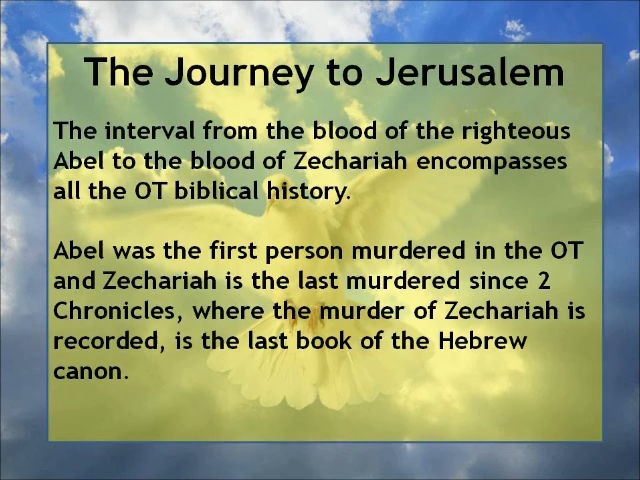 The Journey to Jerusalem
The interval from the blood of the righteous
Abel to the blood of Zechariah encompasses
all the OT biblical history.
Abel was the first person murdered in the OT
and Zechariah is the last murdered since 2
Chronicles, where the murder of Zechariah is
recorded, is the last book of the Hebrew
canon.